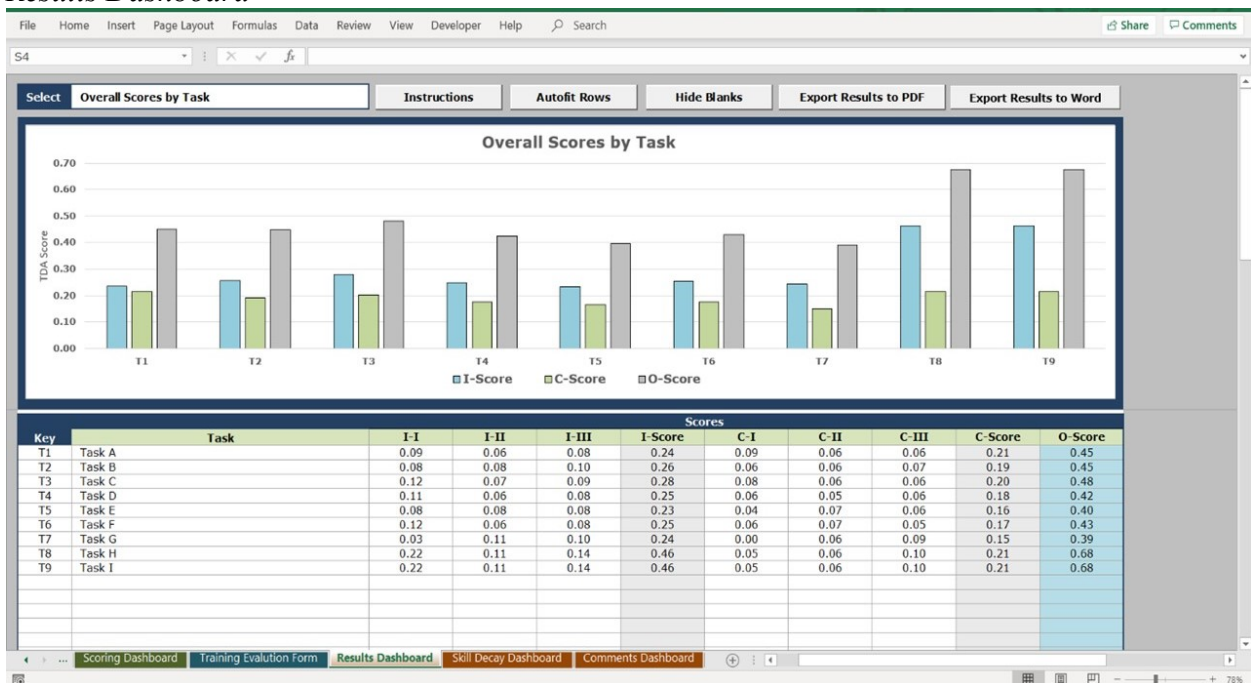 Results Dashboard
File Home Insert Page Layout Formulas Data Review View Developer Help Search Share Comments
S4 fx
Select Overall Scores by Task Instructions Autofit Rows Hide Blanks Export Results to PDF Export Results to Word
Overall Scores by Task
TDA Score
0.70
0.60
0.50
0.40
0.30
0.20
0.10
0.00
T1 T2 T3 T4 T5 T6 T7 T8 T9
I-Score C-Score O-Score
Scores
Key Task I-I I-II I-III I-Score C-I C-II C-III C-Score O-Score
T1 Task A 0.09 0.06 0.08 0.24 0.09 0.06 0.06 0.21 0.45
T2 Task B 0.08 0.08 0.10 0.26 0.06 0.06 0.07 0.19 0.45
T3 Task C 0.12 0.07 0.09 0.28 0.08 0.06 0.06 0.20 0.48
T4 Task D 0.11 0.06 0.08 0.25 0.06 0.05 0.06 0.18 0.42
T5 Task E 0.08 0.08 0.08 0.23 0.04 0.07 0.06 0.16 0.40
T6 Task F 0.12 0.06 0.08 0.25 0.06 0.07 0.05 0.17 0.43
T7 Task G 0.03 0.11 0.10 0.24 0.00 0.06 0.09 0.15 0.39
T8 Task H 0.22 0.11 0.14 0.46 0.05 0.06 0.10 0.21 0.68
T9 Task I 0.22 0.11 0.14 0.46 0.05 0.06 0.10 0.21 0.68
... Scoring Dashboard Training Evalution Form Results Dashboard Skill Decay Dashboard Comments Dashboard
78%